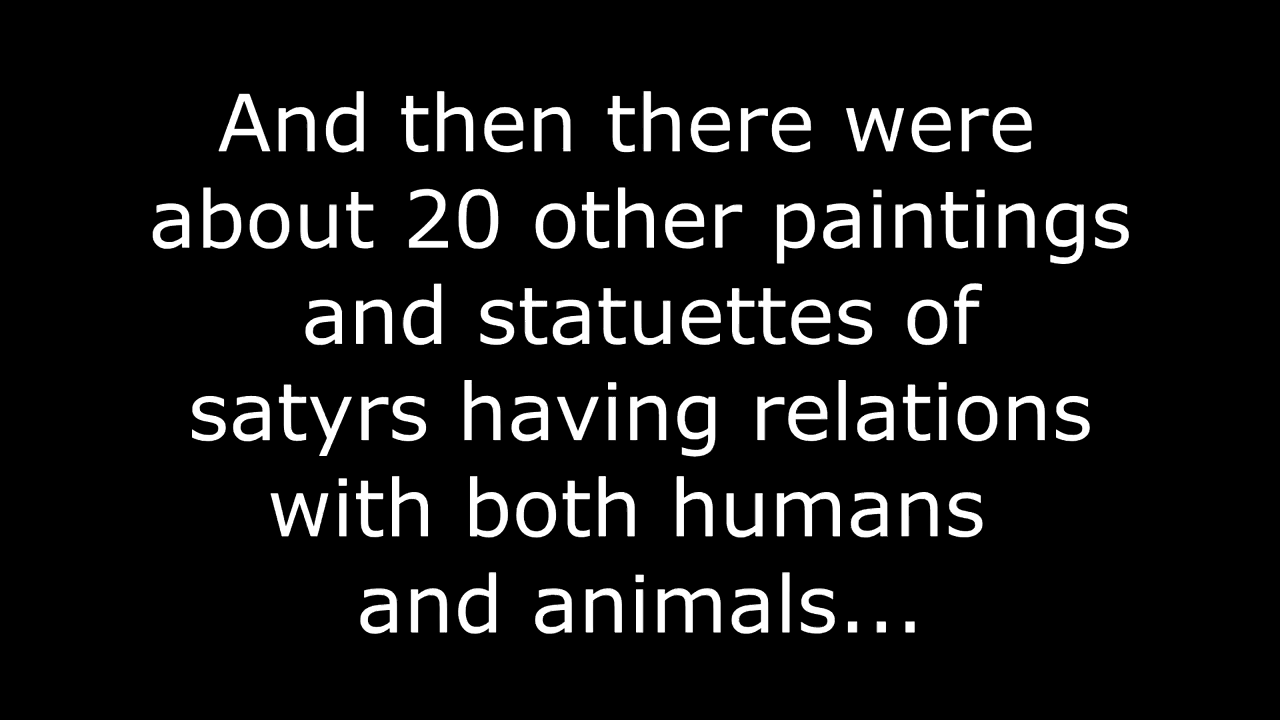 And then there were
about 20 other paintings
and statuettes of
satyrs having relations
with both humans
and animals...